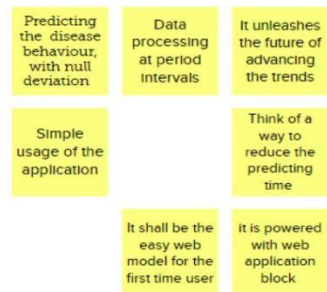 Predicting
the disease
behaviour,
with null
deviation
Data
processing
at period
intervals
It unleashes
the future of
advancing
the trends
Simple
usage of the
application
Think of a
way to
reduce the
predicting
time
It shall be the
easy web
model for the
first time user
it is powered
with web
application
block